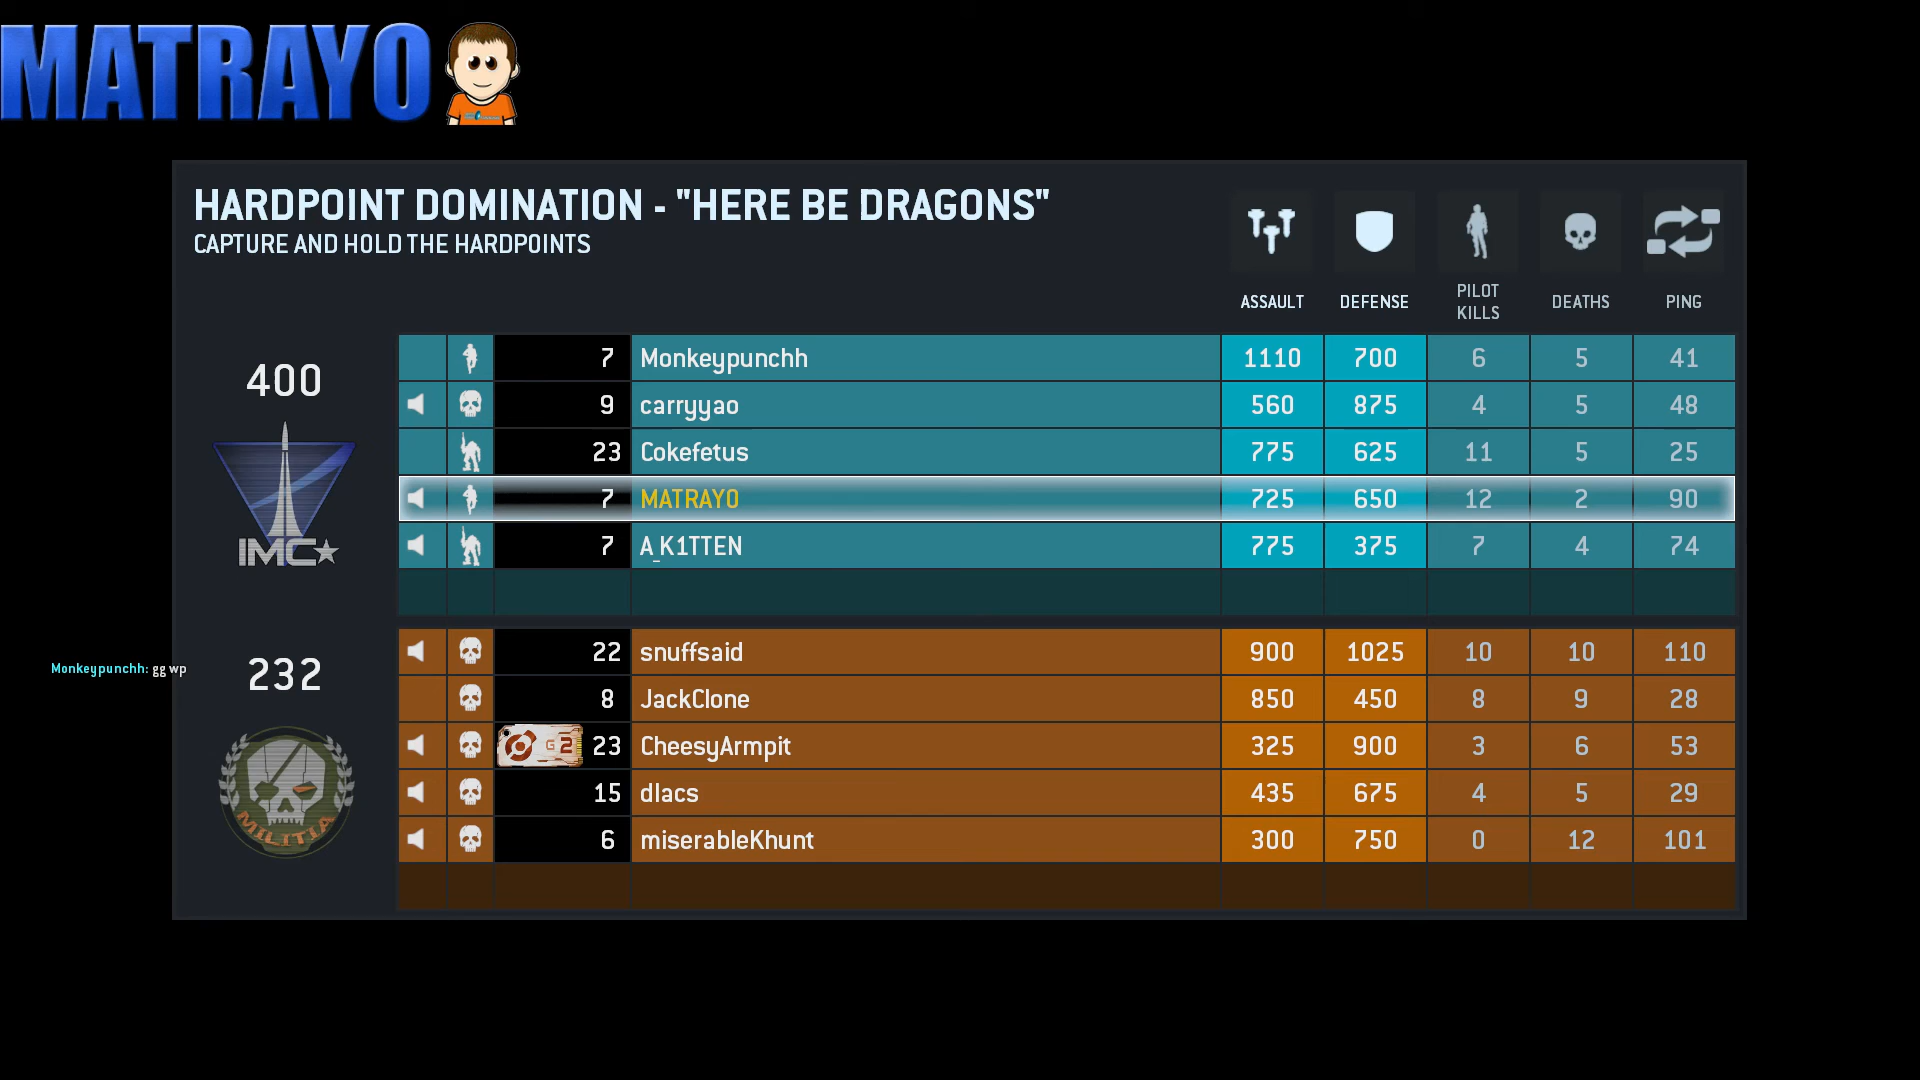 MATRAYO
HARDPOINT DOMINATION - "HERE BE DRAGONS"
CAPTURE AND HOLD THE HARDPOINTS
ASSAULT DEFENSE PILOT KILLS DEATHS PING
400
IMC
7 Monkeypunchh 1110 700 6 5 41
9 carryyao 560 875 4 5 48
23 Cokefetus 775 625 11 5 25
7 MATRAYO 725 650 12 2 90
7 A_K1TTEN 775 375 7 4 74
Monkeypunchh: gg wp
232
MILITIA
22 snuffsaid 900 1025 10 10 110
8 JackClone 850 450 8 9 28
G2 23 CheesyArmpit 325 900 3 6 53
15 dlacs 435 675 4 5 29
6 miserableKhunt 300 750 0 12 101